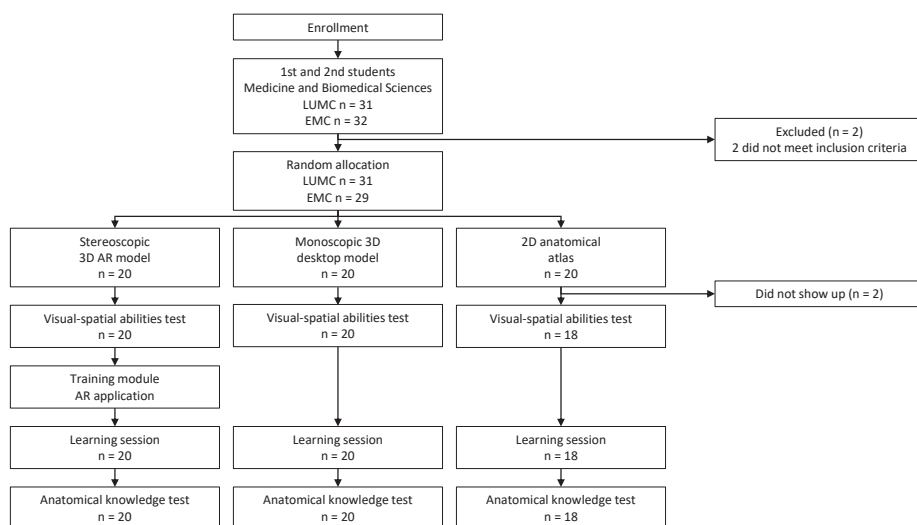 Enrollment
1st and 2nd students
Medicine and Biomedical Sciences
LUMC n = 31
EMC n = 32
Excluded (n = 2)
2 did not meet inclusion criteria
Random allocation
LUMC n = 31
EMC n = 29
Stereoscopic
3D AR model
n = 20
Monoscopic 3D
desktop model
n = 20
2D anatomical
atlas
n = 20
Did not show up (n = 2)
Visual-spatial abilities test
n = 20
Visual-spatial abilities test
n = 20
Visual-spatial abilities test
n = 18
Training module
AR application
Learning session
n = 20
Learning session
n = 20
Learning session
n = 18
Anatomical knowledge test
n = 20
Anatomical knowledge test
n = 20
Anatomical knowledge test
n = 18